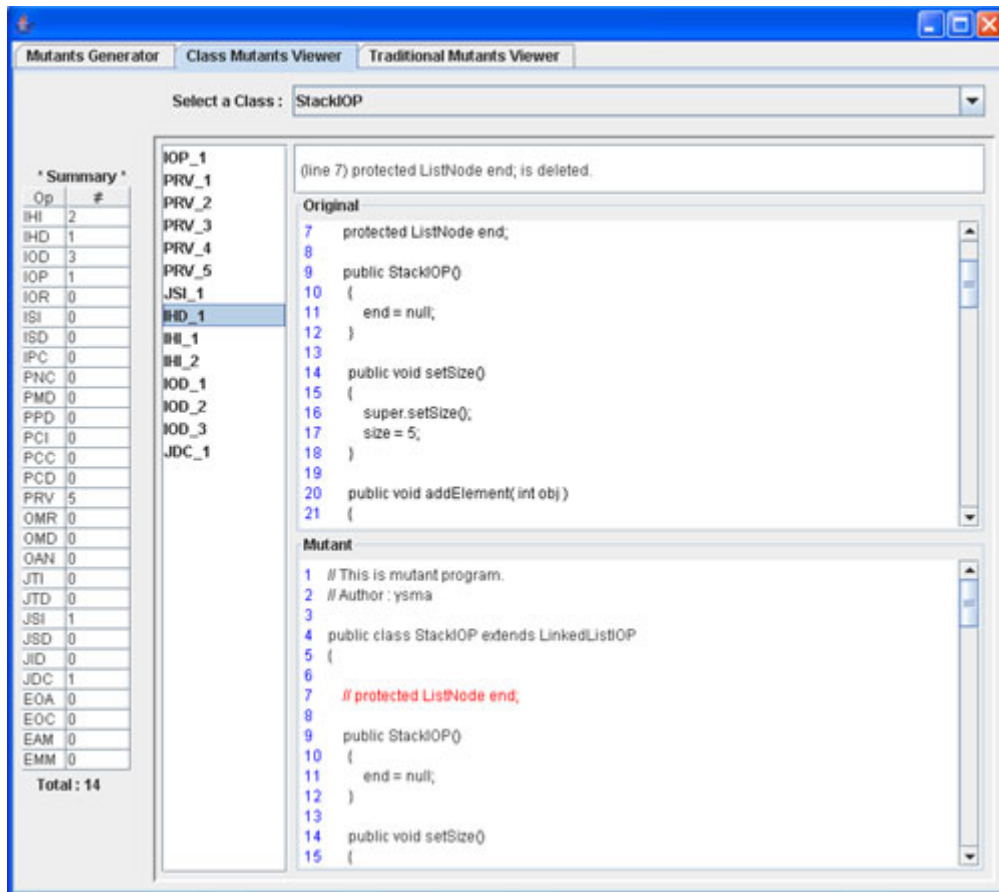 Mutants Generator Class Mutants Viewer Traditional Mutants Viewer
Select a Class : StackIOP
* Summary *
Op #
IHI 2
IHD 1
IOD 3
IOP 1
IOR 0
ISI 0
ISD 0
IPC 0
PNC 0
PMD 0
PPD 0
PCI 0
PCC 0
PCD 0
PRV 5
OMR 0
OMD 0
OAN 0
JTI 0
JTD 0
JSI 1
JSD 0
JID 0
JDC 1
EOA 0
EOC 0
EAM 0
EMM 0
Total : 14
IOP_1
PRV_1
PRV_2
PRV_3
PRV_4
PRV_5
JSI_1
IHD_1
IHI_1
IHI_2
IOD_1
IOD_2
IOD_3
JDC_1
(line 7) protected ListNode end; is deleted.
Original
7 protected ListNode end;
8
9 public StackIOP()
10 {
11 end = null;
12 }
13
14 public void setSize()
15 {
16 super.setSize();
17 size = 5;
18 }
19
20 public void addElement( int obj )
21 {
Mutant
1 // This is mutant program.
2 // Author : ysma
3
4 public class StackIOP extends LinkedListIOP
5 {
6
7 // protected ListNode end;
8
9 public StackIOP()
10 {
11 end = null;
12 }
13
14 public void setSize()
15 {